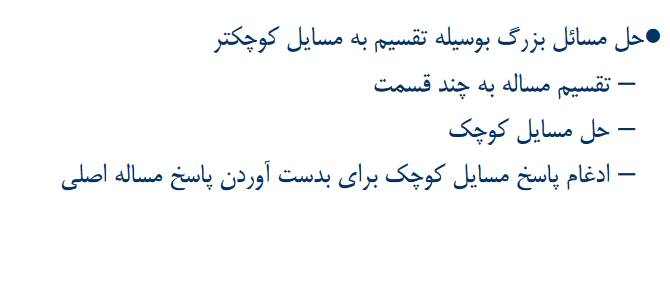 ●حل مسائل بزرگ بوسیله تقسیم به مسایل کوچکتر
– تقسیم مساله به چند قسمت
– حل مسایل کوچک
– ادغام پاسخ مسایل کوچک برای بدست آوردن پاسخ مساله اصلی